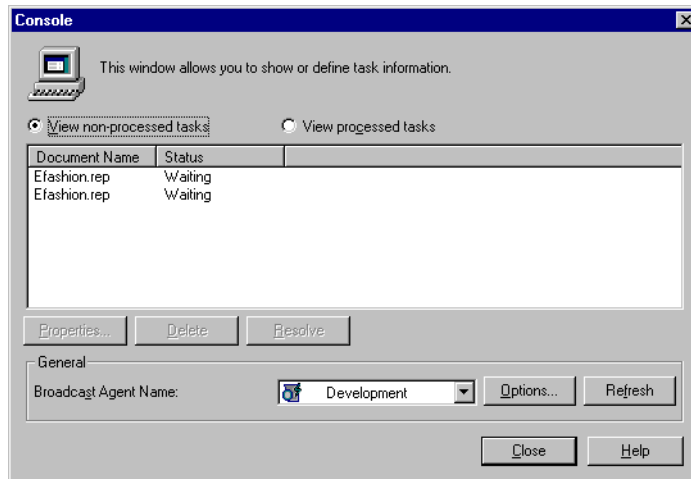 Console
This window allows you to show or define task information.
View non-processed tasks View processed tasks
Document Name Status
Efashion.rep Waiting
Efashion.rep Waiting
Properties... Delete Resolve
General
Broadcast Agent Name: Development Options... Refresh
Close Help